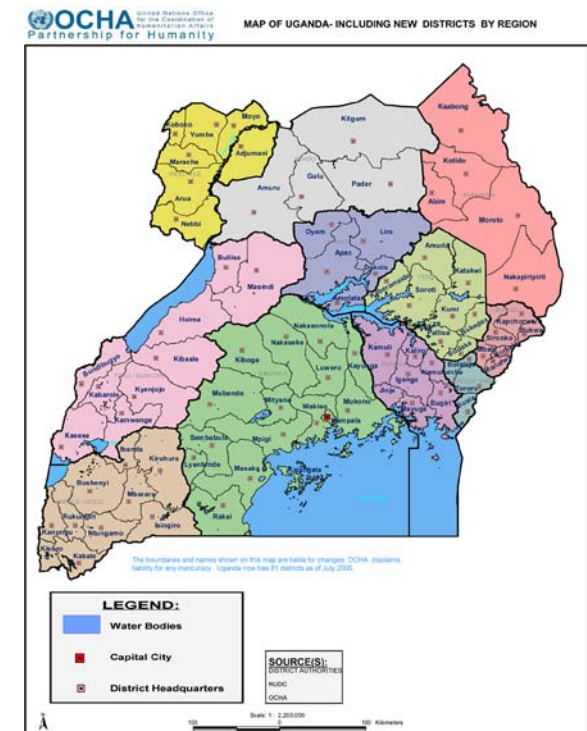 OCHA
United Nations Office
for the Coordination of
Humanitarian Affairs
Partnership for Humanity
MAP OF UGANDA- INCLUDING NEW DISTRICTS BY REGION
Kaabong
Kitgum
Moyo
Koboko
Yumbe
Adjumani
Maracha
Kotido
Arua
Amuru
Gulu
Pader
Abim
Moroto
Nebbi
Oyam
Lira
Apac
Dokolo
Amuria
Katakwi
Nakapiripirit
Buliisa
Masindi
Amolatar
Soroti
Kumi
Kapchorwa
Bukwa
Hoima
Nakasongola
Nakaseke
Bukedea
Sironko
Kiboga
Kamuli
Kaliro
Kibaale
Luwero
Kayunga
Bundibugyo
Kabarole
Kyenjojo
Mubende
Mityana
Iganga
Tororo
Kamwenge
Wakiso
Mukono
Jinja
Bugiri
Kampala
Mayuge
Kasese
Mpigi
Ibanda
Kiruhura
Sembabule
Lyantonde
Masaka
Kalangala
Bushenyi
Mbarara
Rakai
Rukungiri
Isingiro
Kanungu
Ntungamo
Kisoro
Kabale
The boundaries and names shown on this map are liable for changes. OCHA disclaims
liability for any inaccuracy. Uganda now has 81 districts as of July 2006.
LEGEND:
Water Bodies
Capital City
District Headquarters
SOURCE(S):
DISTRICT AUTHORITIES
NUDC
OCHA
Scale: 1 : 2,200,000
100 0 100 Kilometers